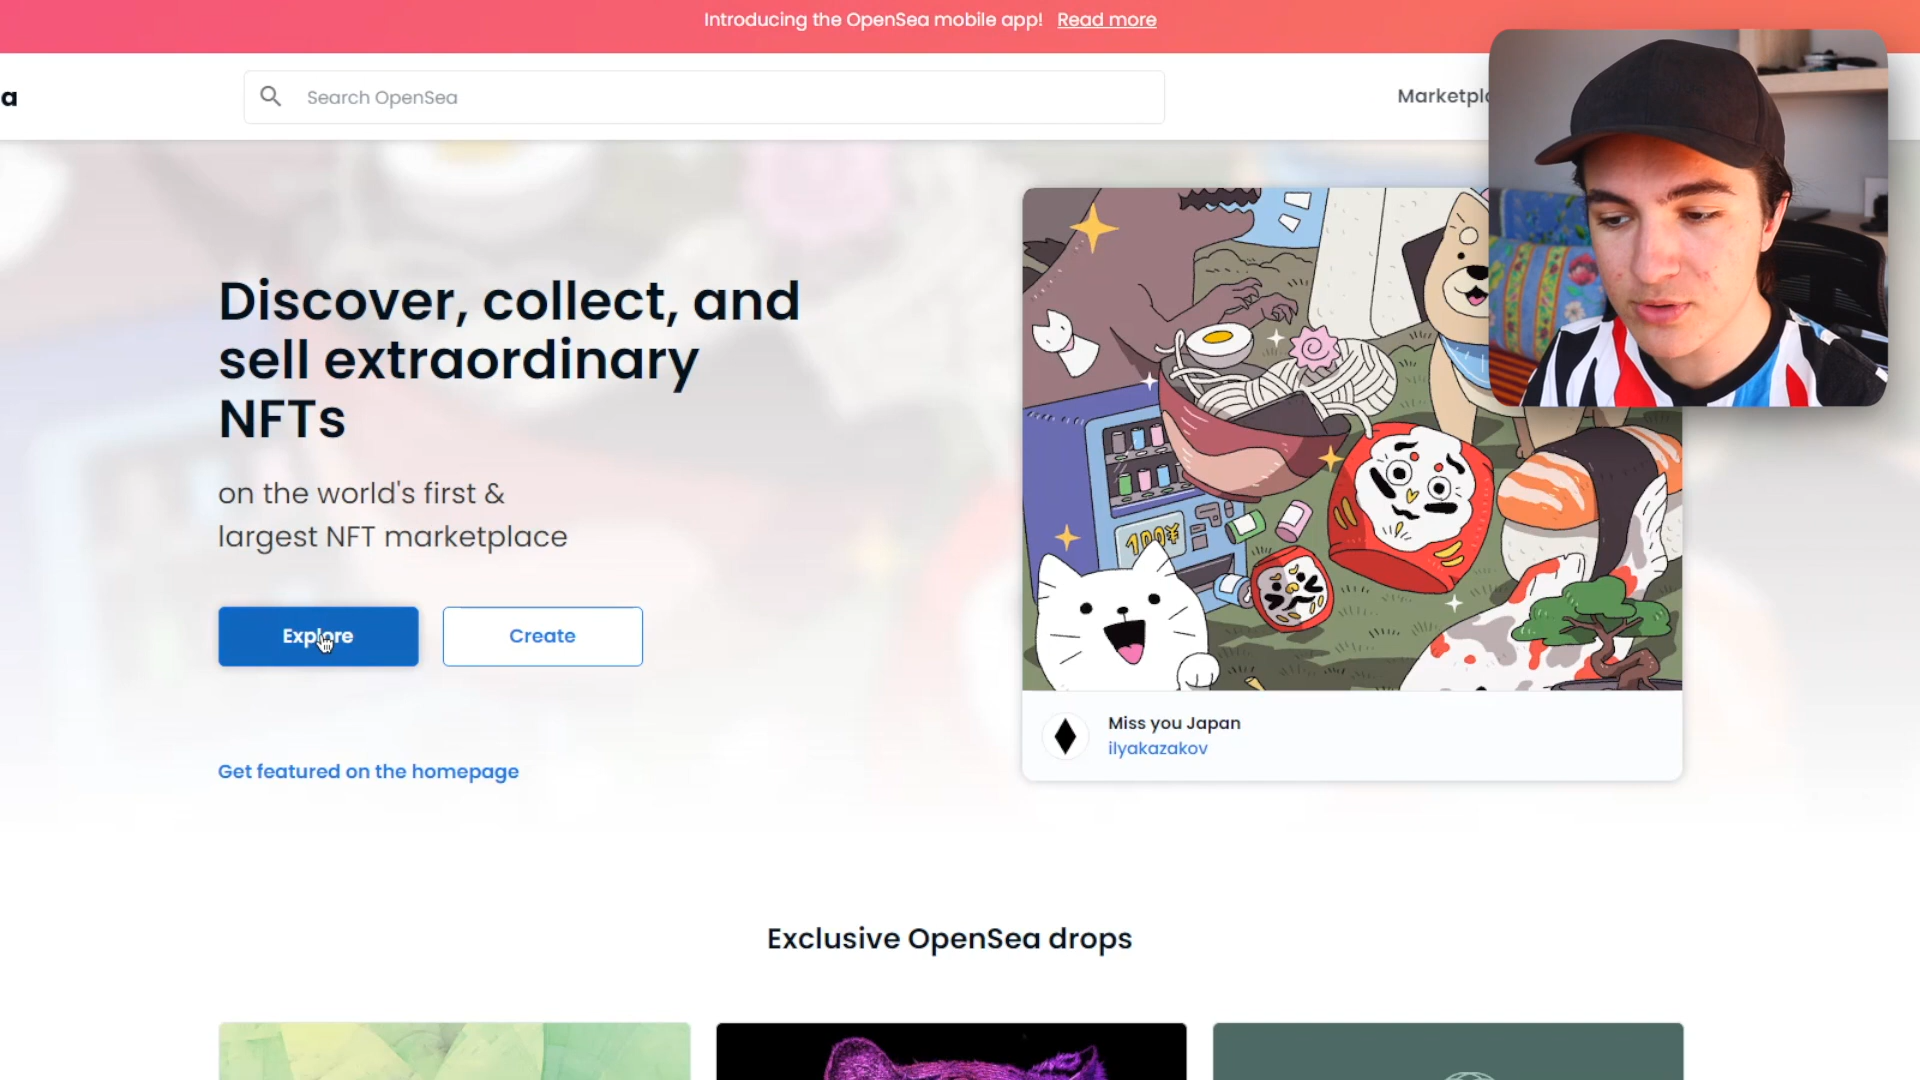 Introducing the OpenSea mobile app! Read more
a
Search OpenSea
Marketpl
Discover, collect, and
sell extraordinary
NFTs
on the world's first &
largest NFT marketplace
Explore
Create
Get featured on the homepage
100¥
Miss you Japan
ilyakazakov
Exclusive OpenSea drops